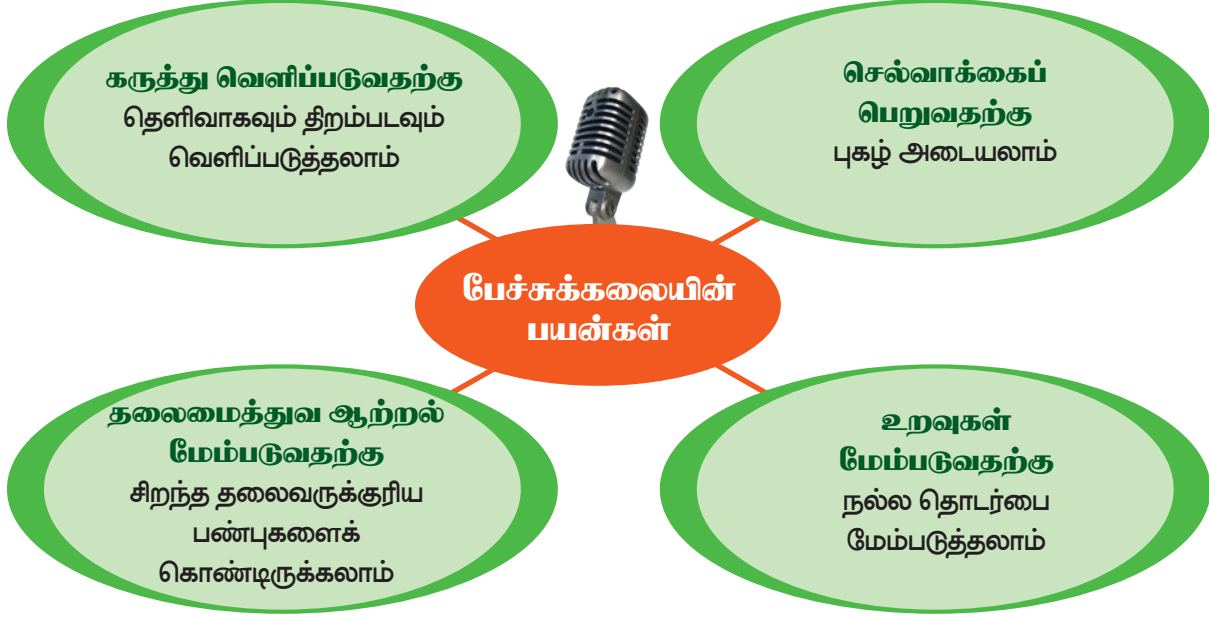 கருத்து வெளிப்படுவதற்கு
தெளிவாகவும் திறம்படவும்
வெளிப்படுத்தலாம்
செல்வாக்கைப்
பெறுவதற்கு
புகழ் அடையலாம்
பேச்சுக்கலையின்
பயன்கள்
தலைமைத்துவ ஆற்றல்
மேம்படுவதற்கு
சிறந்த தலைவருக்குரிய
பண்புகளைக்
கொண்டிருக்கலாம்
உறவுகள்
மேம்படுவதற்கு
நல்ல தொடர்பை
மேம்படுத்தலாம்